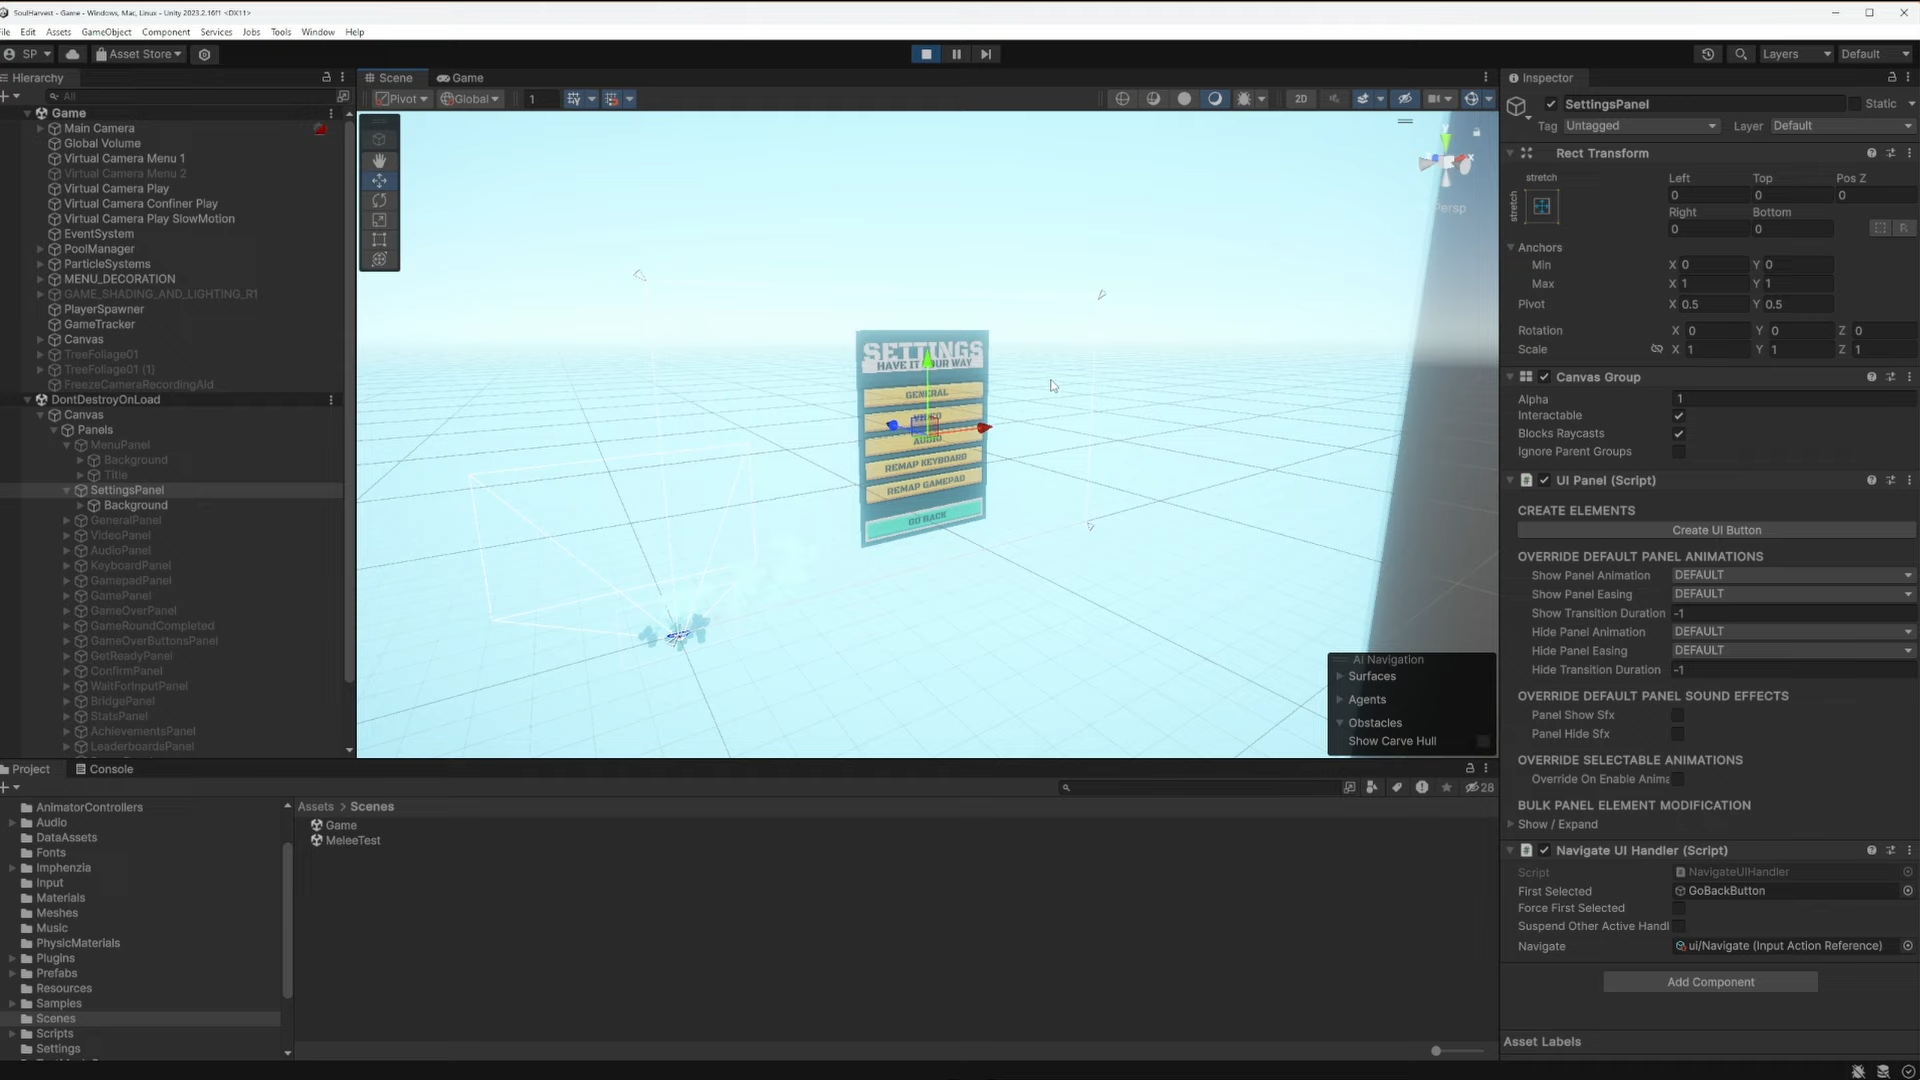 SoulHarvest - Game - Windows, Mac, Linux - Unity 2023.2.16f1 <DX11>
File Edit Assets GameObject Component Services Jobs Tools Window Help
SP Asset Store Layers Default
Hierarchy
All
Game
Main Camera
Global Volume
Virtual Camera Menu 1
Virtual Camera Menu 2
Virtual Camera Play
Virtual Camera Confiner Play
Virtual Camera Play SlowMotion
EventSystem
PoolManager
ParticleSystems
MENU_DECORATION
GAME_SHADING_AND_LIGHTING_R1
PlayerSpawner
GameTracker
Canvas
TreeFoliage01
TreeFoliage01 (1)
FreezeCameraRecordingAid
DontDestroyOnLoad
Canvas
Panels
MenuPanel
Background
Title
SettingsPanel
Background
GeneralPanel
VideoPanel
AudioPanel
KeyboardPanel
GamepadPanel
GamePanel
GameOverPanel
GameRoundCompleted
GameOverButtonsPanel
GetReadyPanel
ConfirmPanel
WaitForInputPanel
BridgePanel
StatsPanel
AchievementsPanel
LeaderboardsPanel
Scene Game
Pivot Global 1 2D
Persp
SETTINGS
HAVE IT YOUR WAY
GENERAL
VIDEO
AUDIO
REMAP KEYBOARD
REMAP GAMEPAD
GO BACK
AI Navigation
Surfaces
Agents
Obstacles
Show Carve Hull
Inspector
SettingsPanel Static
Tag Untagged Layer Default
Rect Transform
stretch Left Top Pos Z
stretch 0 0 0
Right Bottom
0 0 R
Anchors
Min X 0 Y 0
Max X 1 Y 1
Pivot X 0.5 Y 0.5
Rotation X 0 Y 0 Z 0
Scale X 1 Y 1 Z 1
Canvas Group
Alpha 1
Interactable
Blocks Raycasts
Ignore Parent Groups
UI Panel (Script)
CREATE ELEMENTS
Create UI Button
OVERRIDE DEFAULT PANEL ANIMATIONS
Show Panel Animation DEFAULT
Show Panel Easing DEFAULT
Show Transition Duration -1
Hide Panel Animation DEFAULT
Hide Panel Easing DEFAULT
Hide Transition Duration -1
OVERRIDE DEFAULT PANEL SOUND EFFECTS
Panel Show Sfx
Panel Hide Sfx
OVERRIDE SELECTABLE ANIMATIONS
Override On Enable Anima
BULK PANEL ELEMENT MODIFICATION
Show / Expand
Navigate UI Handler (Script)
Script NavigateUIHandler
First Selected GoBackButton
Force First Selected
Suspend Other Active Handl
Navigate ui/Navigate (Input Action Reference)
Add Component
Asset Labels
Project Console
28
AnimatorControllers
Audio
DataAssets
Fonts
Imphenzia
Input
Materials
Meshes
Music
PhysicMaterials
Plugins
Prefabs
Resources
Samples
Scenes
Scripts
Settings
Assets > Scenes
Game
MeleeTest